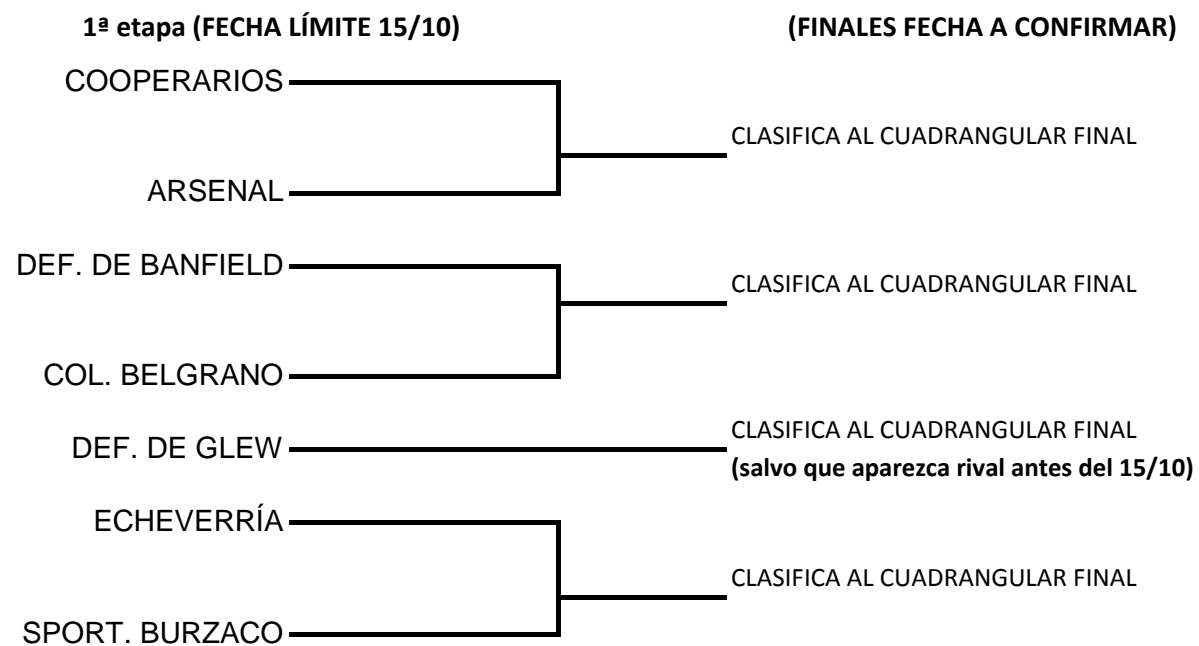 1ª etapa (FECHA LÍMITE 15/10)
(FINALES FECHA A CONFIRMAR)
COOPERARIOS
CLASIFICA AL CUADRANGULAR FINAL
ARSENAL
DEF. DE BANFIELD
CLASIFICA AL CUADRANGULAR FINAL
COL. BELGRANO
DEF. DE GLEW
CLASIFICA AL CUADRANGULAR FINAL
(salvo que aparezca rival antes del 15/10)
ECHEVERRÍA
CLASIFICA AL CUADRANGULAR FINAL
SPORT. BURZACO